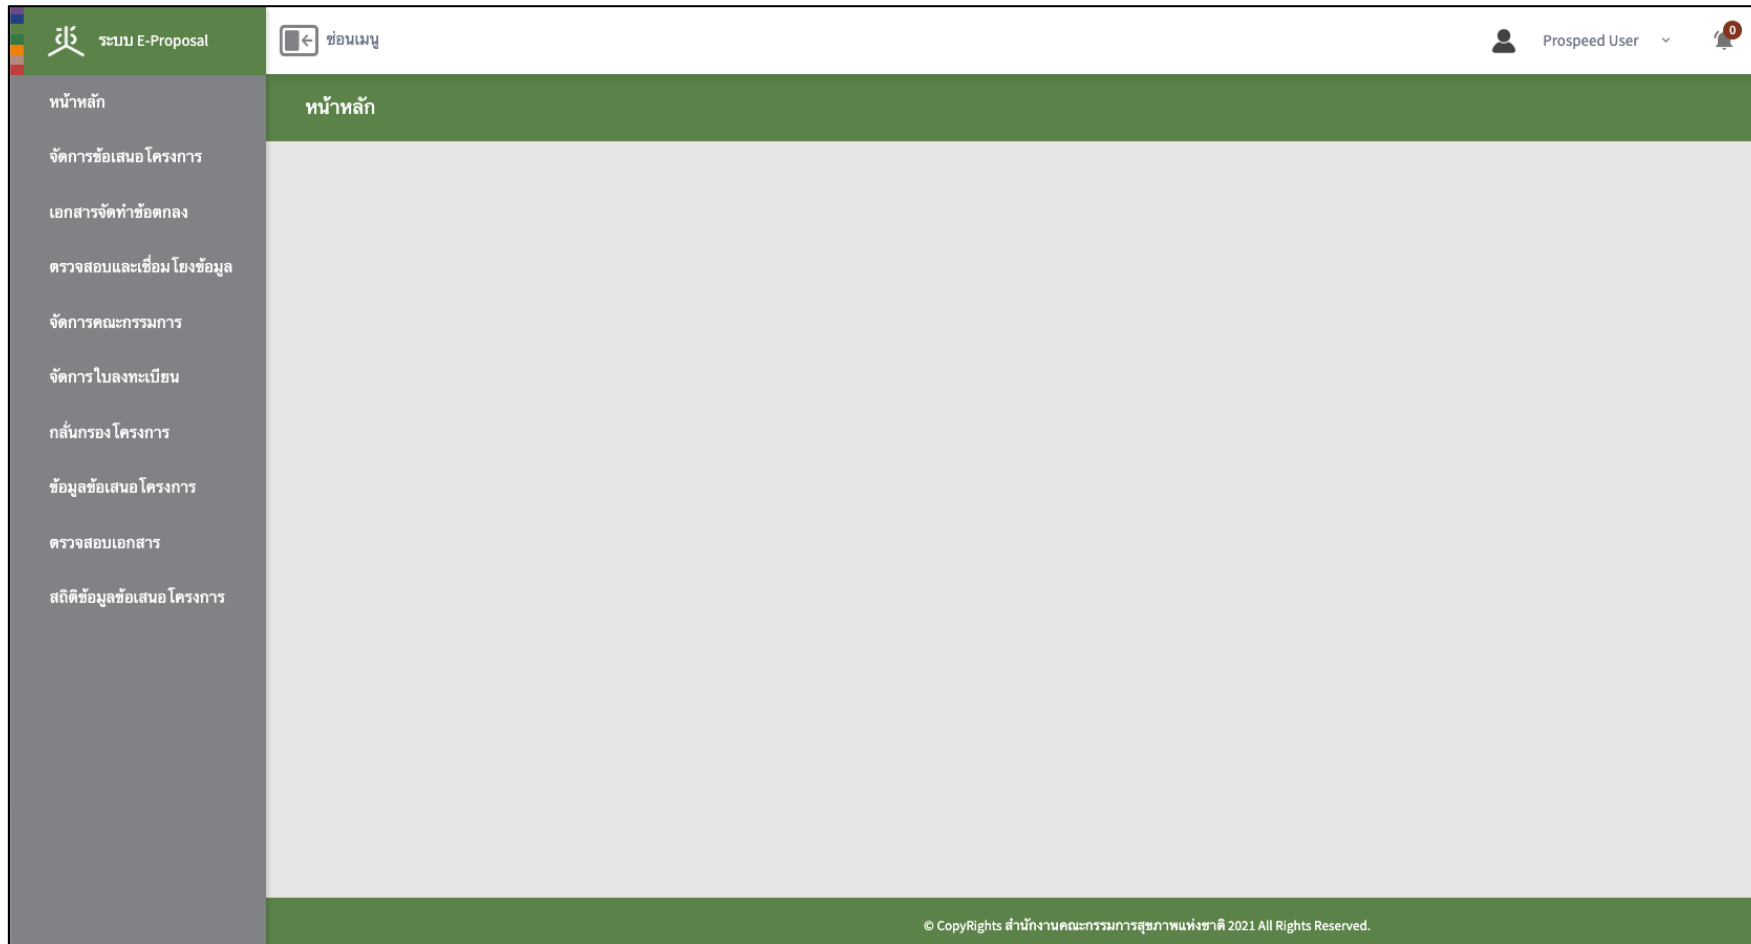 ระบบ E-Proposal
ซ่อนเมนู
Prospeed User
0
หน้าหลัก
หน้าหลัก
จัดการข้อเสนอโครงการ
เอกสารจัดทำข้อตกลง
ตรวจสอบและเชื่อมโยงข้อมูล
จัดการคณะกรรมการ
จัดการใบลงทะเบียน
กลั่นกรองโครงการ
ข้อมูลข้อเสนอโครงการ
ตรวจสอบเอกสาร
สถิติข้อมูลข้อเสนอโครงการ
© CopyRights สำนักงานคณะกรรมการสุขภาพแห่งชาติ 2021 All Rights Reserved.